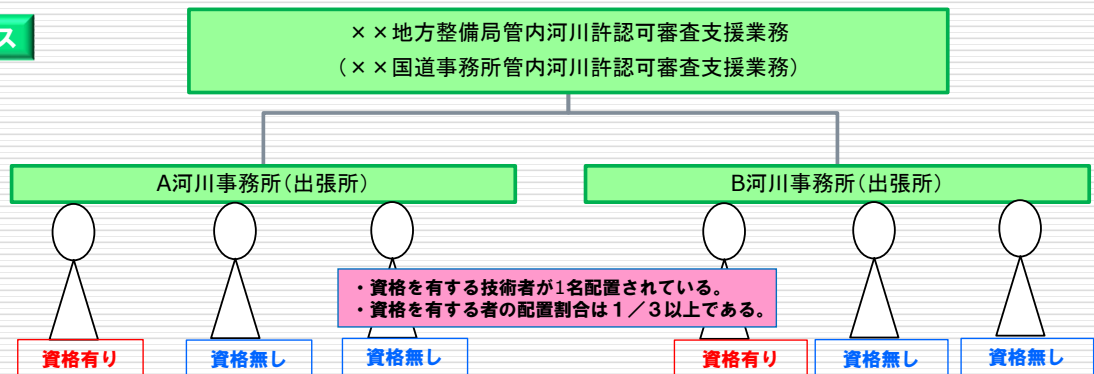 ス
××地方整備局管内河川許認可審査支援業務
(××国道事務所管内河川許認可審査支援業務)
A河川事務所(出張所)
B河川事務所(出張所)
・資格を有する技術者が1名配置されている。
・資格を有する者の配置割合は1/3以上である。
資格有り
資格無し
資格無し
資格有り
資格無し
資格無し